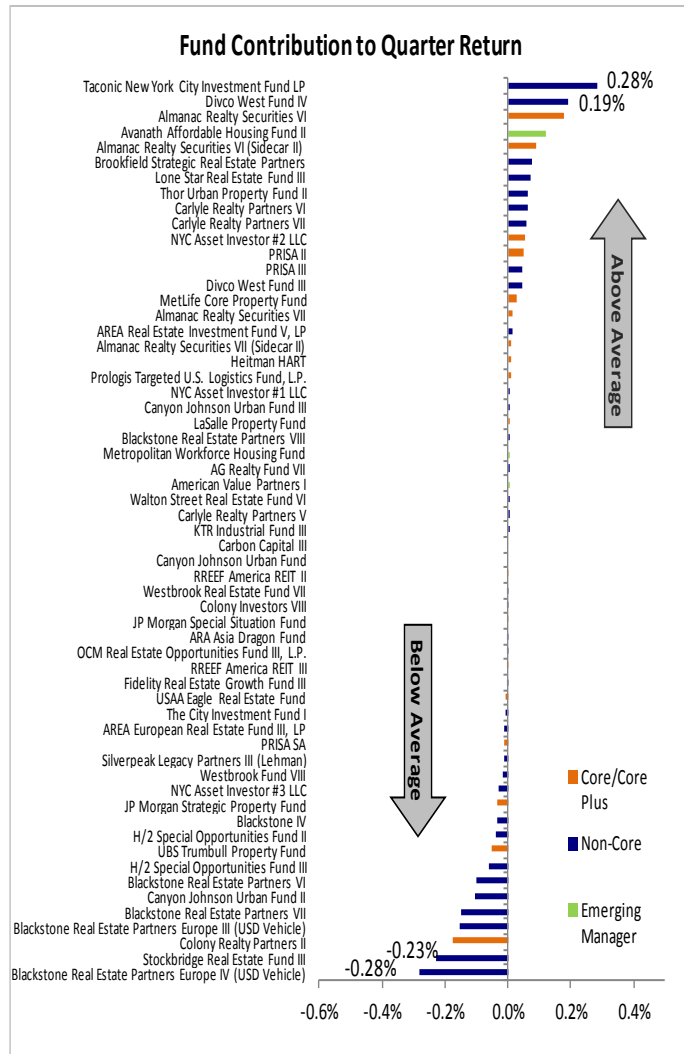 Fund Contribution to Quarter Return
Taconic New York City Investment Fund LP
0.28%
Divco West Fund IV
0.19%
Almanac Realty Securities VI
Avanath Affordable Housing Fund II
Almanac Realty Securities VI (Sidecar II)
Brookfield Strategic Real Estate Partners
Lone Star Real Estate Fund III
Thor Urban Property Fund II
Carlyle Realty Partners VI
Carlyle Realty Partners VII
NYC Asset Investor #2 LLC
PRISA II
PRISA III
Divco West Fund III
MetLife Core Property Fund
Almanac Realty Securities VII
AREA Real Estate Investment Fund V, LP
Almanac Realty Securities VII (Sidecar II)
Heitman HART
Prologis Targeted U.S. Logistics Fund, L.P.
NYC Asset Investor #1 LLC
Canyon Johnson Urban Fund III
LaSalle Property Fund
Blackstone Real Estate Partners VIII
Metropolitan Workforce Housing Fund
AG Realty Fund VII
American Value Partners I
Walton Street Real Estate Fund VI
Carlyle Realty Partners V
KTR Industrial Fund III
Carbon Capital III
Canyon Johnson Urban Fund
RREEF America REIT II
Westbrook Real Estate Fund VII
Colony Investors VIII
JP Morgan Special Situation Fund
ARA Asia Dragon Fund
OCM Real Estate Opportunities Fund III, L.P.
RREEF America REIT III
Fidelity Real Estate Growth Fund III
USAA Eagle Real Estate Fund
The City Investment Fund I
AREA European Real Estate Fund III, LP
PRISA SA
Silverpeak Legacy Partners III (Lehman)
Westbrook Fund VIII
NYC Asset Investor #3 LLC
JP Morgan Strategic Property Fund
Blackstone IV
H/2 Special Opportunities Fund II
UBS Trumbull Property Fund
H/2 Special Opportunities Fund III
Blackstone Real Estate Partners VI
Canyon Johnson Urban Fund II
Blackstone Real Estate Partners VII
Blackstone Real Estate Partners Europe III (USD Vehicle)
Colony Realty Partners II
Stockbridge Real Estate Fund III
-0.23%
Blackstone Real Estate Partners Europe IV (USD Vehicle)
-0.28%
Above Average
Below Average
Core/Core
Plus
Non-Core
Emerging
Manager
-0.6% -0.4% -0.2% 0.0% 0.2% 0.4%